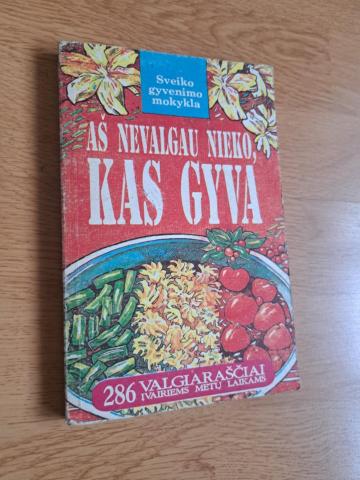 Sveiko
gyvenimo
mokykla
AŠ NEVALGAU NIEKO,
KAS GYVA
286 VALGIARAŠČIAI
ĮVAIRIEMS METŲ LAIKAMS